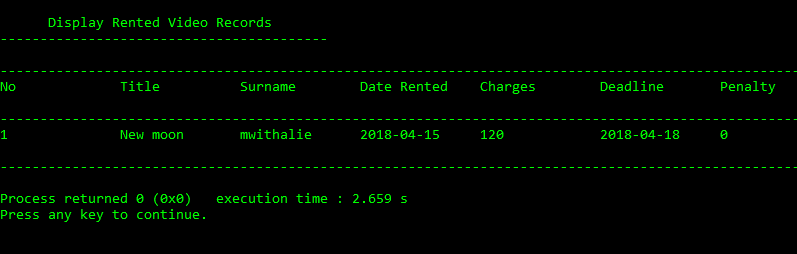 Display Rented Video Records
-----------------------------------------
----------------------------------------------------------------------------------------------------
No Title Surname Date Rented Charges Deadline Penalty
----------------------------------------------------------------------------------------------------
1 New moon mwithalie 2018-04-15 120 2018-04-18 0
----------------------------------------------------------------------------------------------------
Process returned 0 (0x0) execution time : 2.659 s
Press any key to continue.